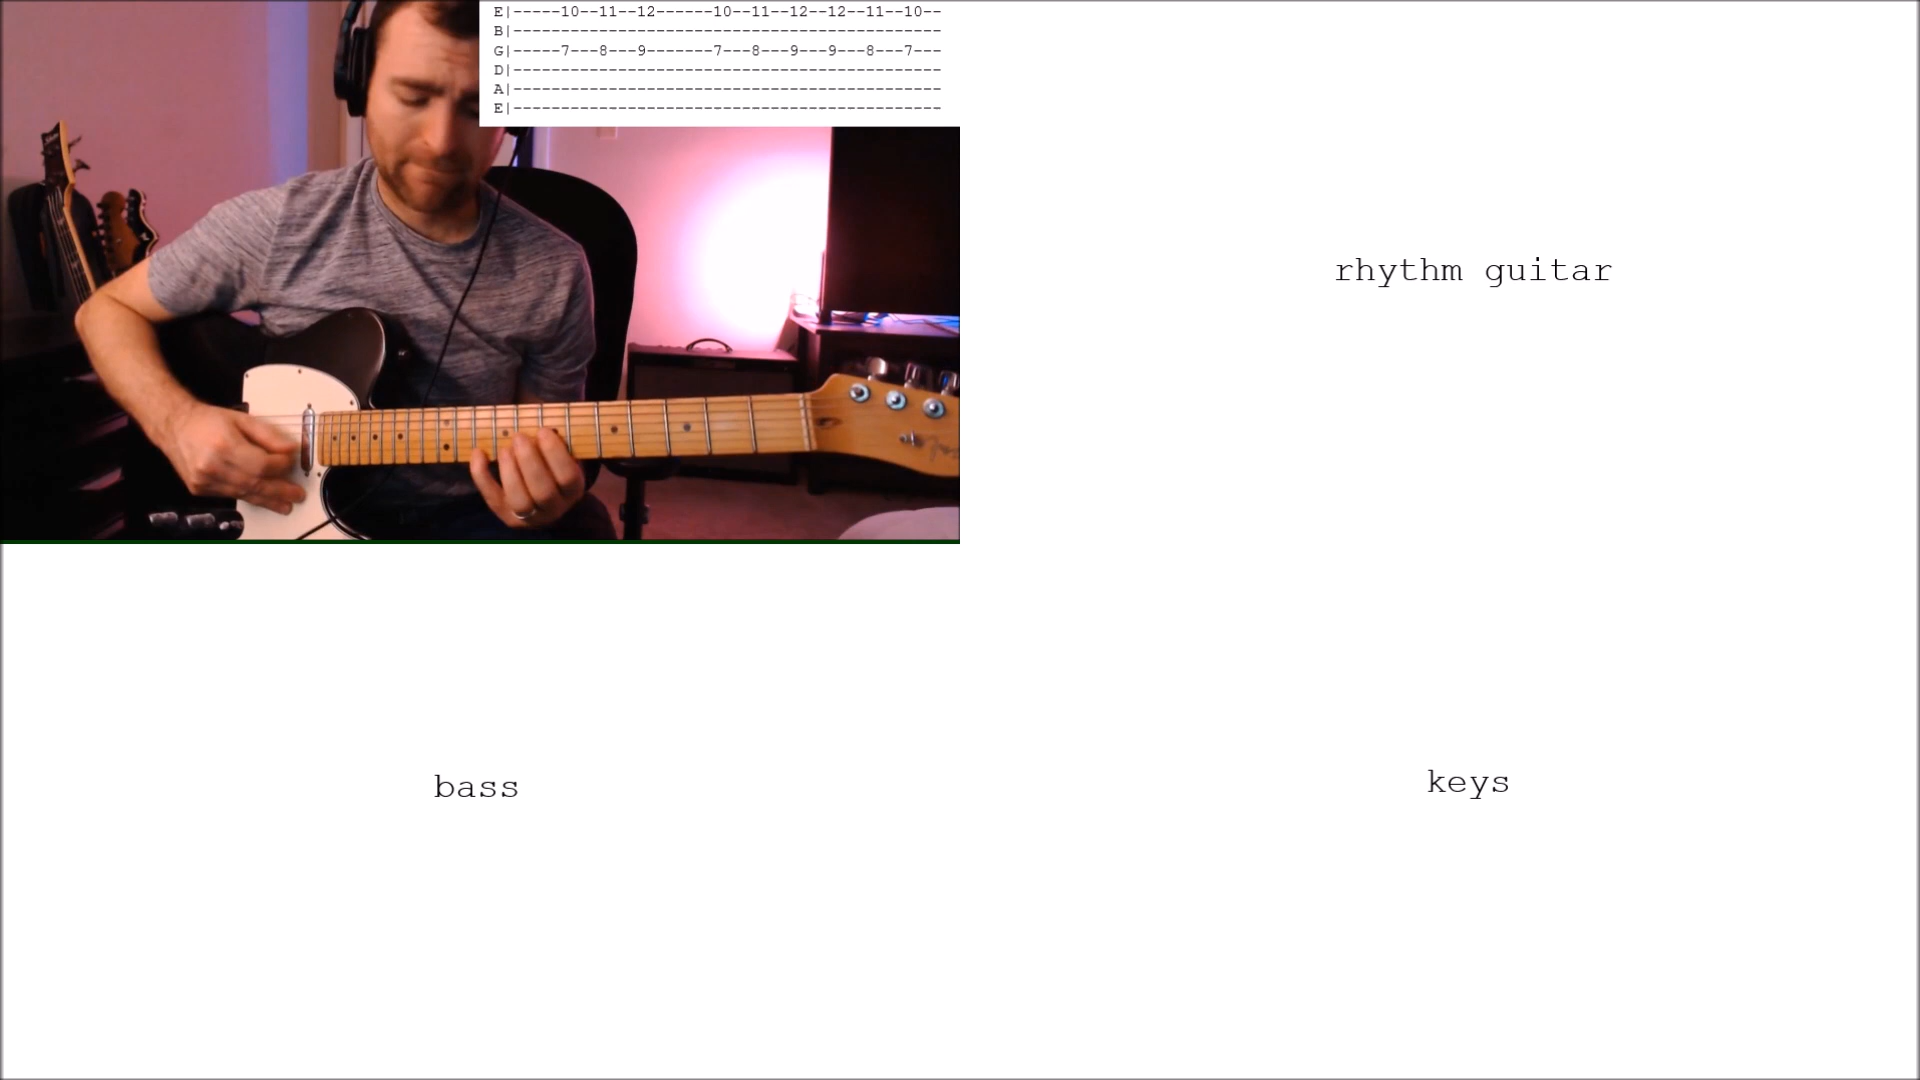 E|-----10--11--12------10--11--12--12--11--10--
B|---------------------------------------------
G|-----7---8---9-------7---8---9---9---8---7---
D|---------------------------------------------
A|---------------------------------------------
E|---------------------------------------------
rhythm guitar
bass
keys